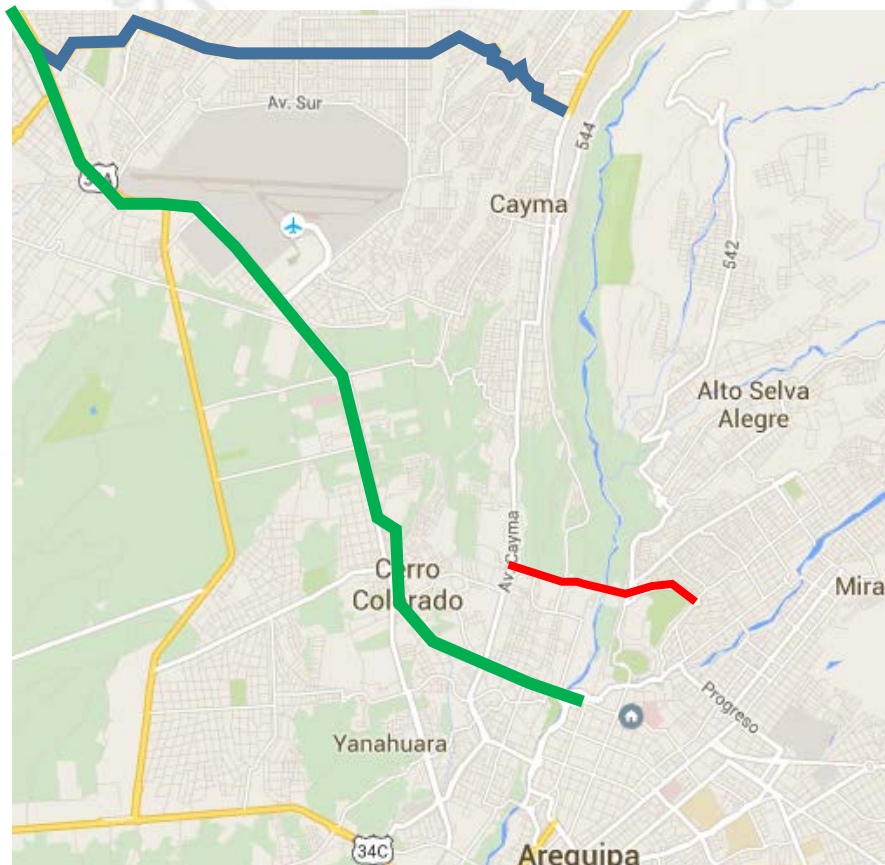 Av. Sur
544
Cayma
542
Alto Selva
Alegre
Av. Cayma
Cerro
Colorado
Mira
Progreso
Yanahuara
34C
Arequipa